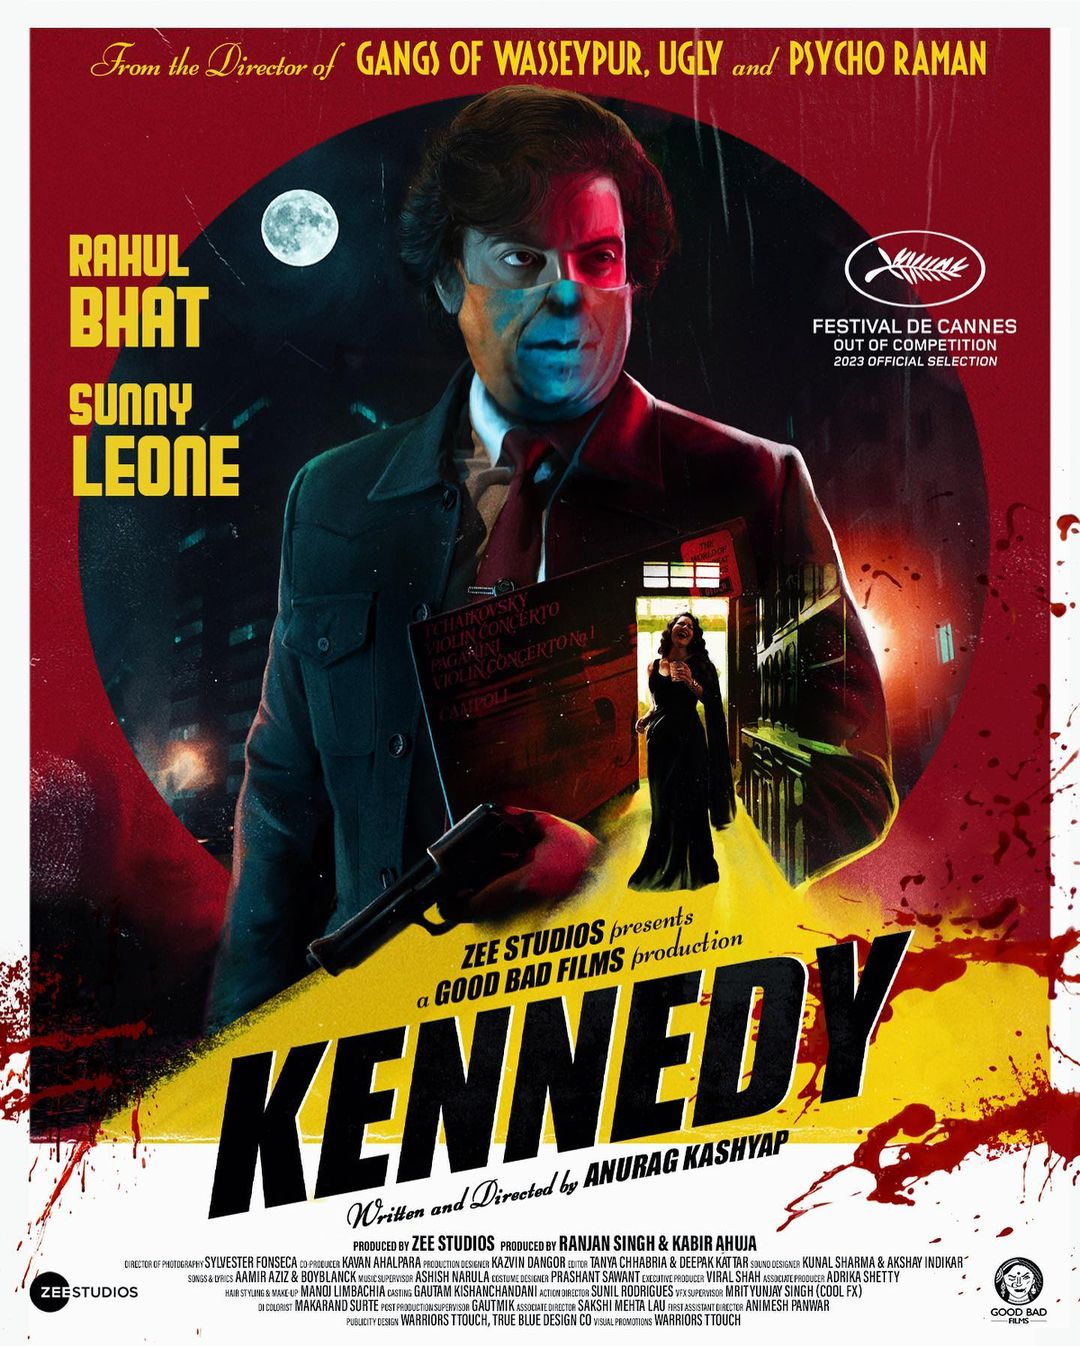 From the Director of GANGS OF WASSEYPUR, UGLY and PSYCHO RAMAN
RAHUL
BHAT
SUNNY
LEONE
FESTIVAL DE CANNES
OUT OF COMPETITION
2023 OFFICIAL SELECTION
THE
WORLD OF
TCHAIKOVSKY
VIOLIN CONCERTO
PAGANINI
VIOLIN CONCERTO No.1
CAMPOLI
ZEE STUDIOS presents
a GOOD BAD FILMS production
KENNEDY
Written and Directed by ANURAG KASHYAP
PRODUCED BY ZEE STUDIOS PRODUCED BY RANJAN SINGH & KABIR AHUJA
DIRECTOR OF PHOTOGRAPHY SYLVESTER FONSECA CO-PRODUCER KAVAN AHALPARA PRODUCTION DESIGNER KAZVIN DANGOR EDITOR TANYA CHHABRIA & DEEPAK KATTAR SOUND DESIGNER KUNAL SHARMA & AKSHAY INDIKAR
SONGS & LYRICS AAMIR AZIZ & BOYBLANCK MUSIC SUPERVISOR ASHISH NARULA COSTUME DESIGNER PRASHANT SAWANT EXECUTIVE PRODUCER VIRAL SHAH ASSOCIATE PRODUCER ADRIKA SHETTY
HAIR STYLING & MAKE-UP MANOJ LIMBACHIA CASTING GAUTAM KISHANCHANDANI ACTION DIRECTOR SUNIL RODRIGUES VFX SUPERVISOR MRITYUNJAY SINGH (COOL FX)
DI COLORIST MAKARAND SURTE POST PRODUCTION SUPERVISOR GAUTMIK ASSOCIATE DIRECTOR SAKSHI MEHTA LAU FIRST ASSISTANT DIRECTOR ANIMESH PANWAR
PUBLICITY DESIGN WARRIORS TTOUCH, TRUE BLUE DESIGN CO VISUAL PROMOTIONS WARRIORS TTOUCH
ZEESTUDIOS
GOOD BAD
FILMS